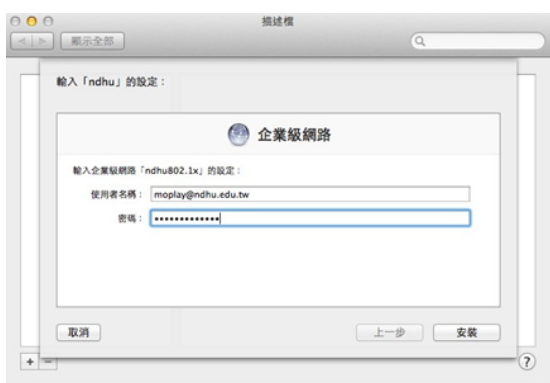 描述檔
顯示全部
輸入「ndhu」的設定：
企業級網路
輸入企業級網路「ndhu802.1x」的設定：
使用者名稱： moplay@ndhu.edu.tw
密碼： •••••••••••••
取消 上一步 安裝
+ - ?